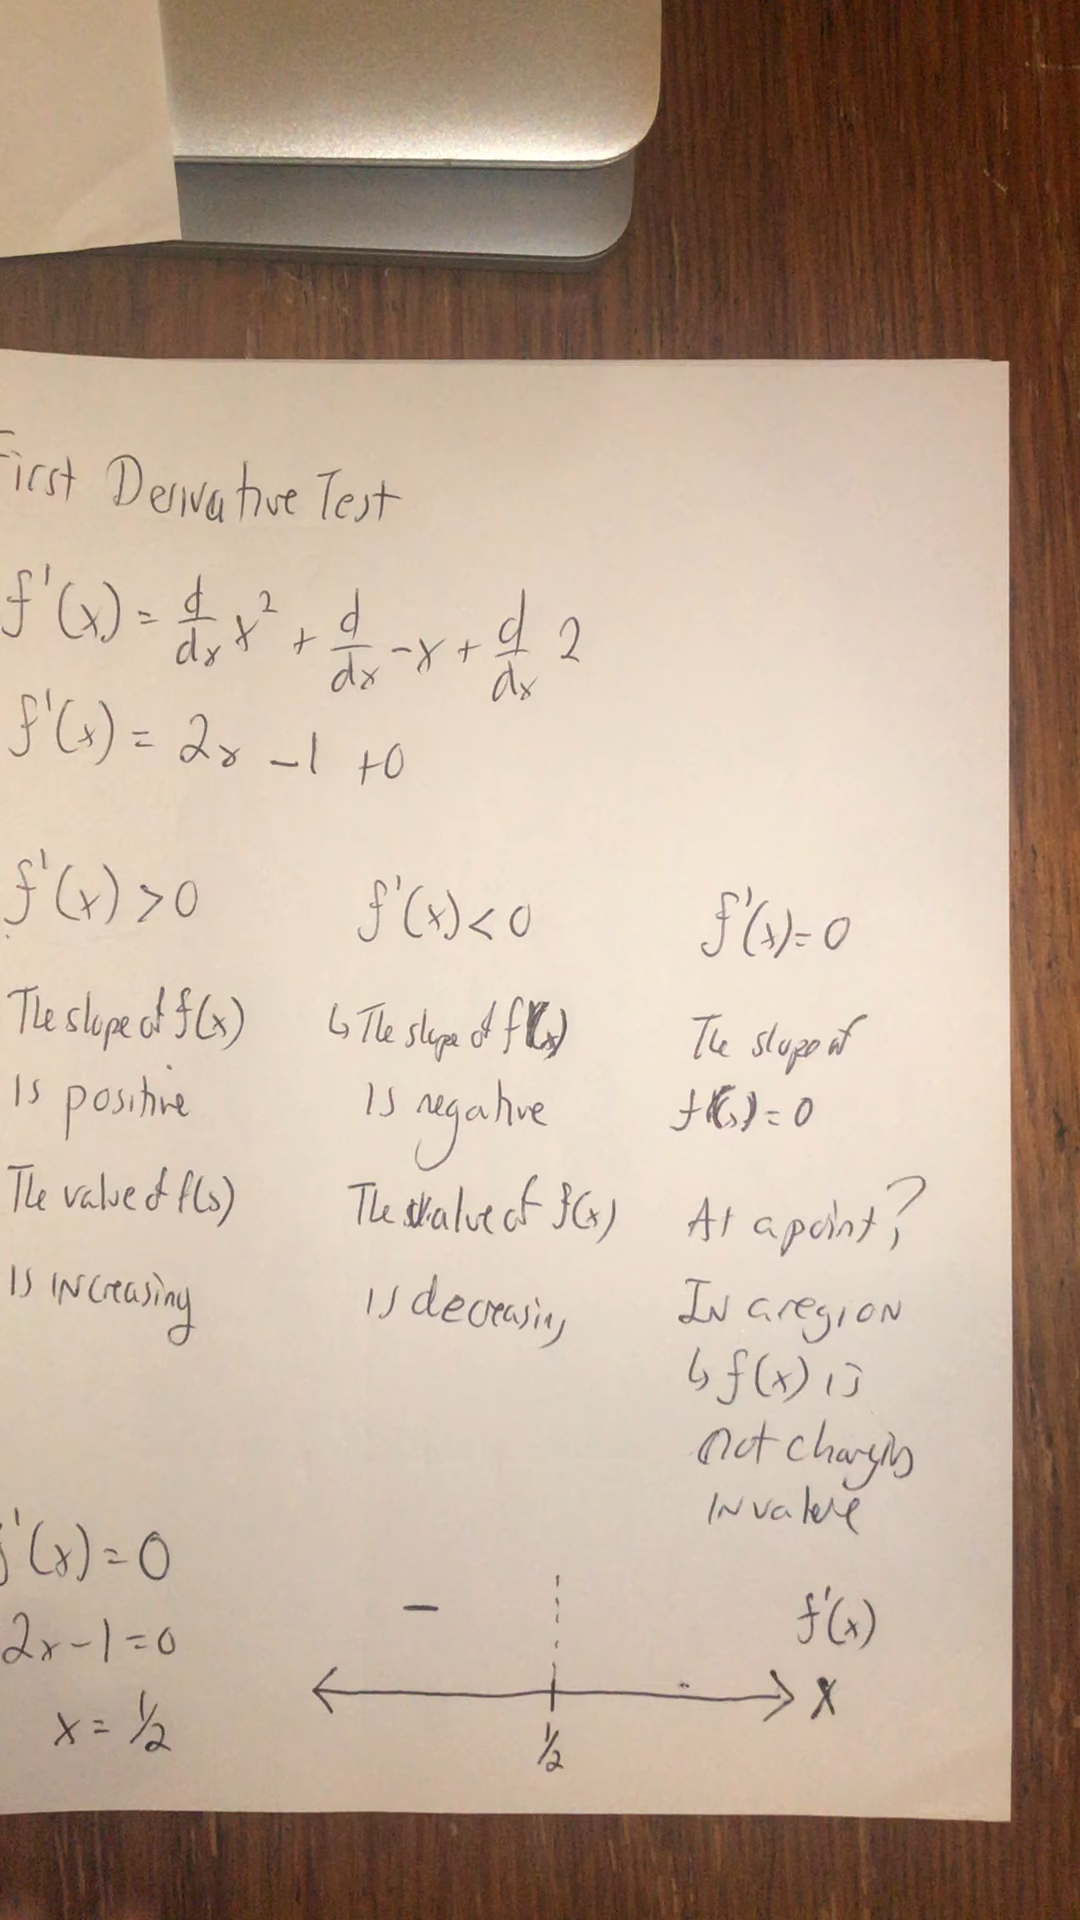 First Derivative Test
f'(x) = d/dx x² + d/dx -x + d/dx 2
f'(x) = 2x -1 +0
f'(x) > 0
The slope of f(x)
is positive
The value of f(x)
is increasing
f'(x) < 0
↳ The slope of f(x)
is negative
The value of f(x)
is decreasing
f'(x) = 0
The slope of
f(x) = 0
At a point?
In a region
↳ f(x) is
not changing
in value
f'(x) = 0
2x - 1 = 0
x = 1/2
−
f'(x)
x
1/2